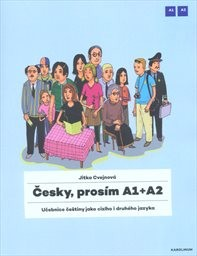 A1 A2
Jitka Cvejnová
Česky, prosím A1+A2
Učebnice češtiny jako cizího i druhého jazyka
KAROLINUM